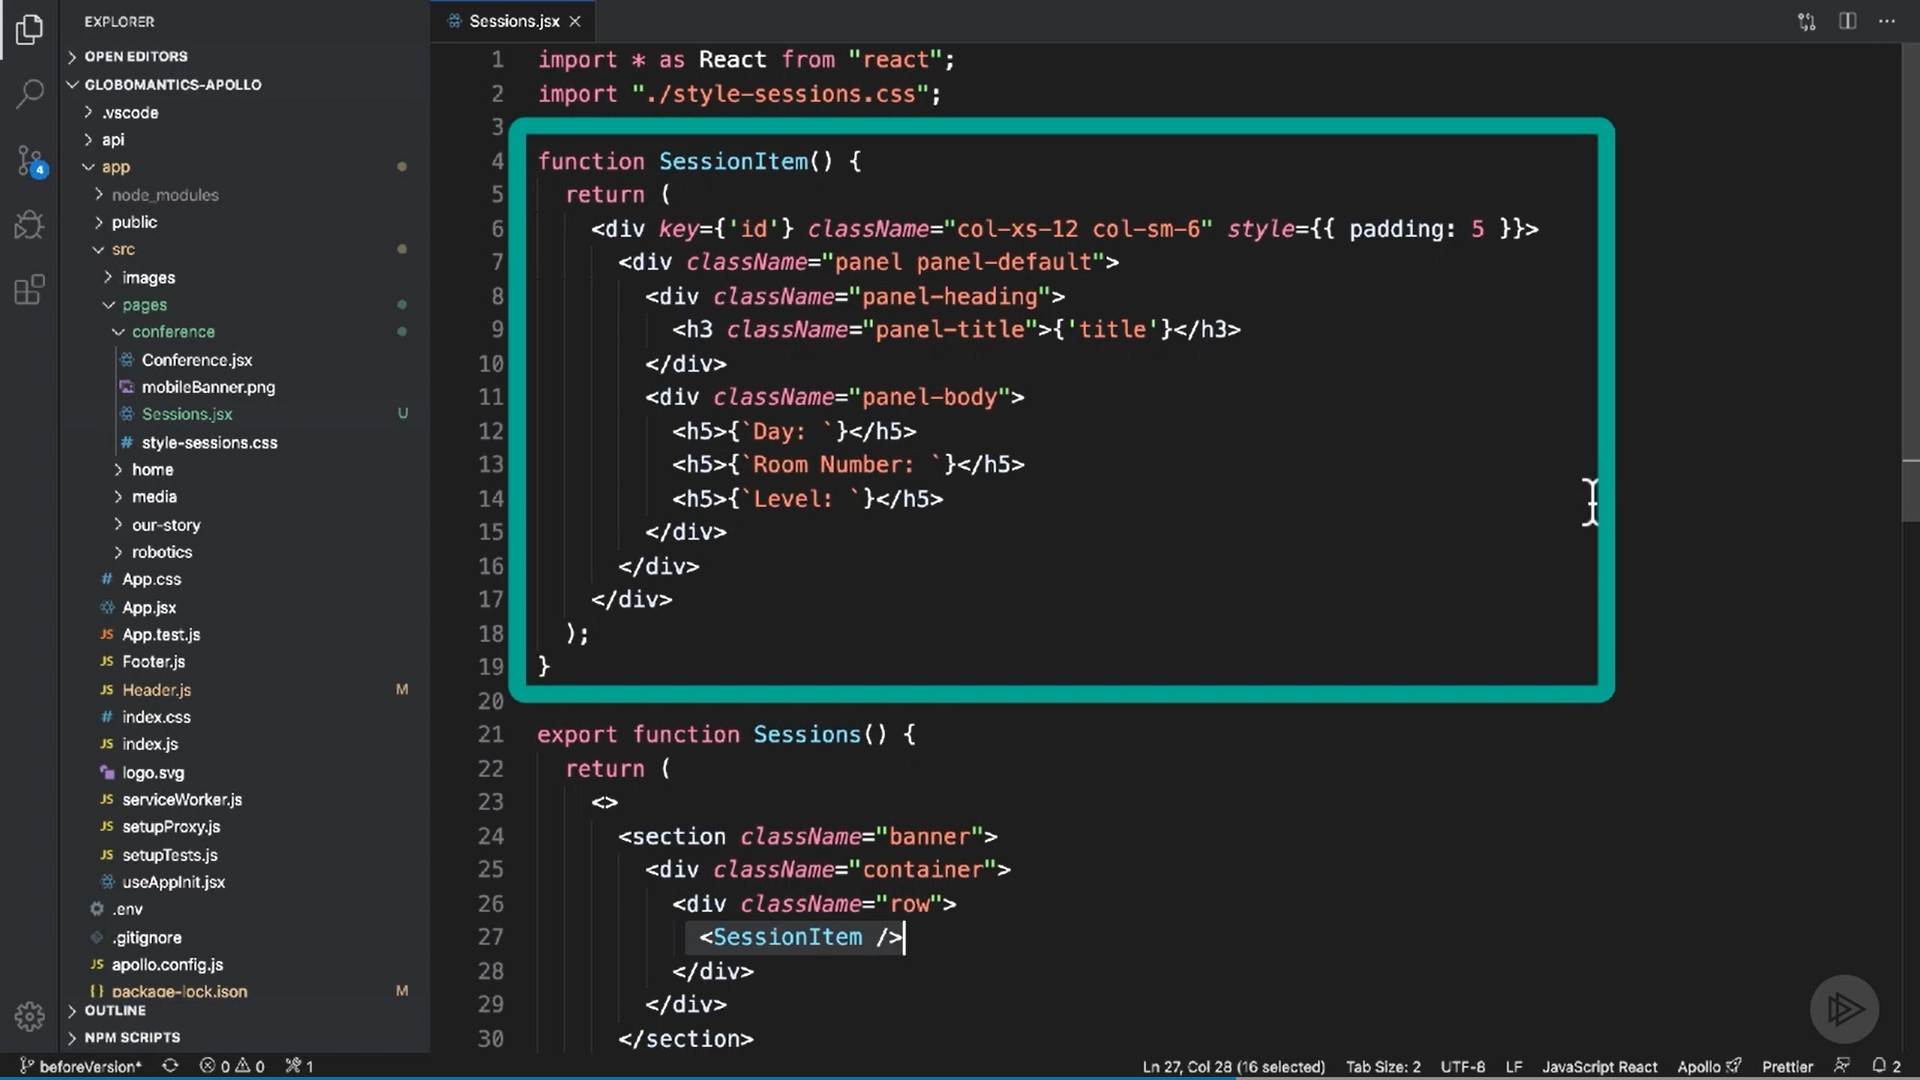 EXPLORER
OPEN EDITORS
GLOBOMANTICS-APOLLO
.vscode
api
app
node_modules
public
src
images
pages
conference
Conference.jsx
mobileBanner.png
Sessions.jsx U
style-sessions.css
home
media
our-story
robotics
App.css
App.jsx
JS App.test.js
JS Footer.js
JS Header.js M
index.css
JS index.js
logo.svg
JS serviceWorker.js
JS setupProxy.js
JS setupTests.js
useAppInit.jsx
.env
.gitignore
JS apollo.config.js
{} package-lock.json M
OUTLINE
NPM SCRIPTS
4
Sessions.jsx
1 import * as React from "react";
2 import "./style-sessions.css";
3
4 function SessionItem() {
5 return (
6 <div key={'id'} className="col-xs-12 col-sm-6" style={{ padding: 5 }}>
7 <div className="panel panel-default">
8 <div className="panel-heading">
9 <h3 className="panel-title">{'title'}</h3>
10 </div>
11 <div className="panel-body">
12 <h5>{`Day: `}</h5>
13 <h5>{`Room Number: `}</h5>
14 <h5>{`Level: `}</h5>
15 </div>
16 </div>
17 </div>
18 );
19 }
20
21 export function Sessions() {
22 return (
23 <>
24 <section className="banner">
25 <div className="container">
26 <div className="row">
27 <SessionItem />
28 </div>
29 </div>
30 </section>
beforeVersion* 0 0 1 Ln 27, Col 28 (16 selected) Tab Size: 2 UTF-8 LF JavaScript React Apollo Prettier 2